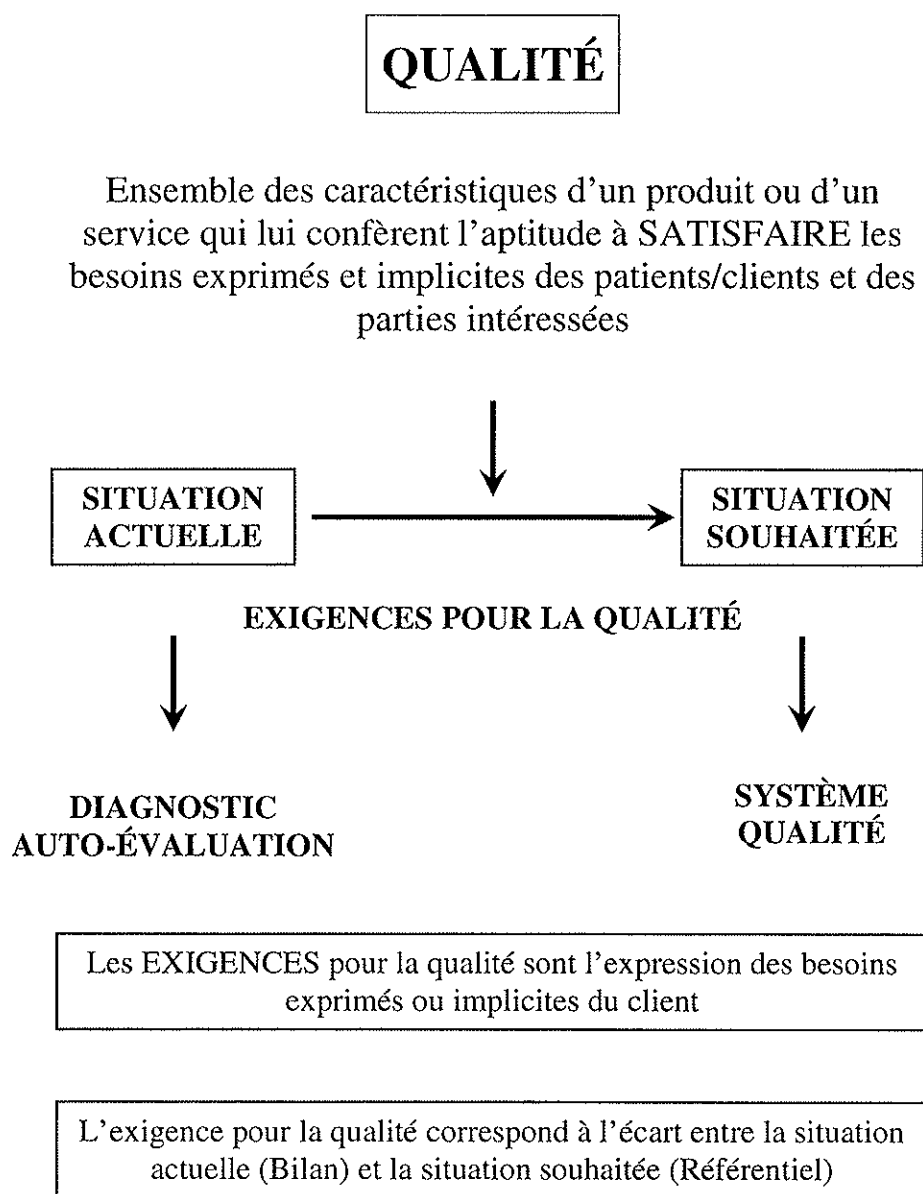 QUALITÉ
Ensemble des caractéristiques d'un produit ou d'un
service qui lui confèrent l'aptitude à SATISFAIRE les
besoins exprimés et implicites des patients/clients et des
parties intéressées
SITUATION
ACTUELLE
SITUATION
SOUHAITÉE
EXIGENCES POUR LA QUALITÉ
DIAGNOSTIC
AUTO-ÉVALUATION
SYSTÈME
QUALITÉ
Les EXIGENCES pour la qualité sont l'expression des besoins
exprimés ou implicites du client
L'exigence pour la qualité correspond à l'écart entre la situation
actuelle (Bilan) et la situation souhaitée (Référentiel)